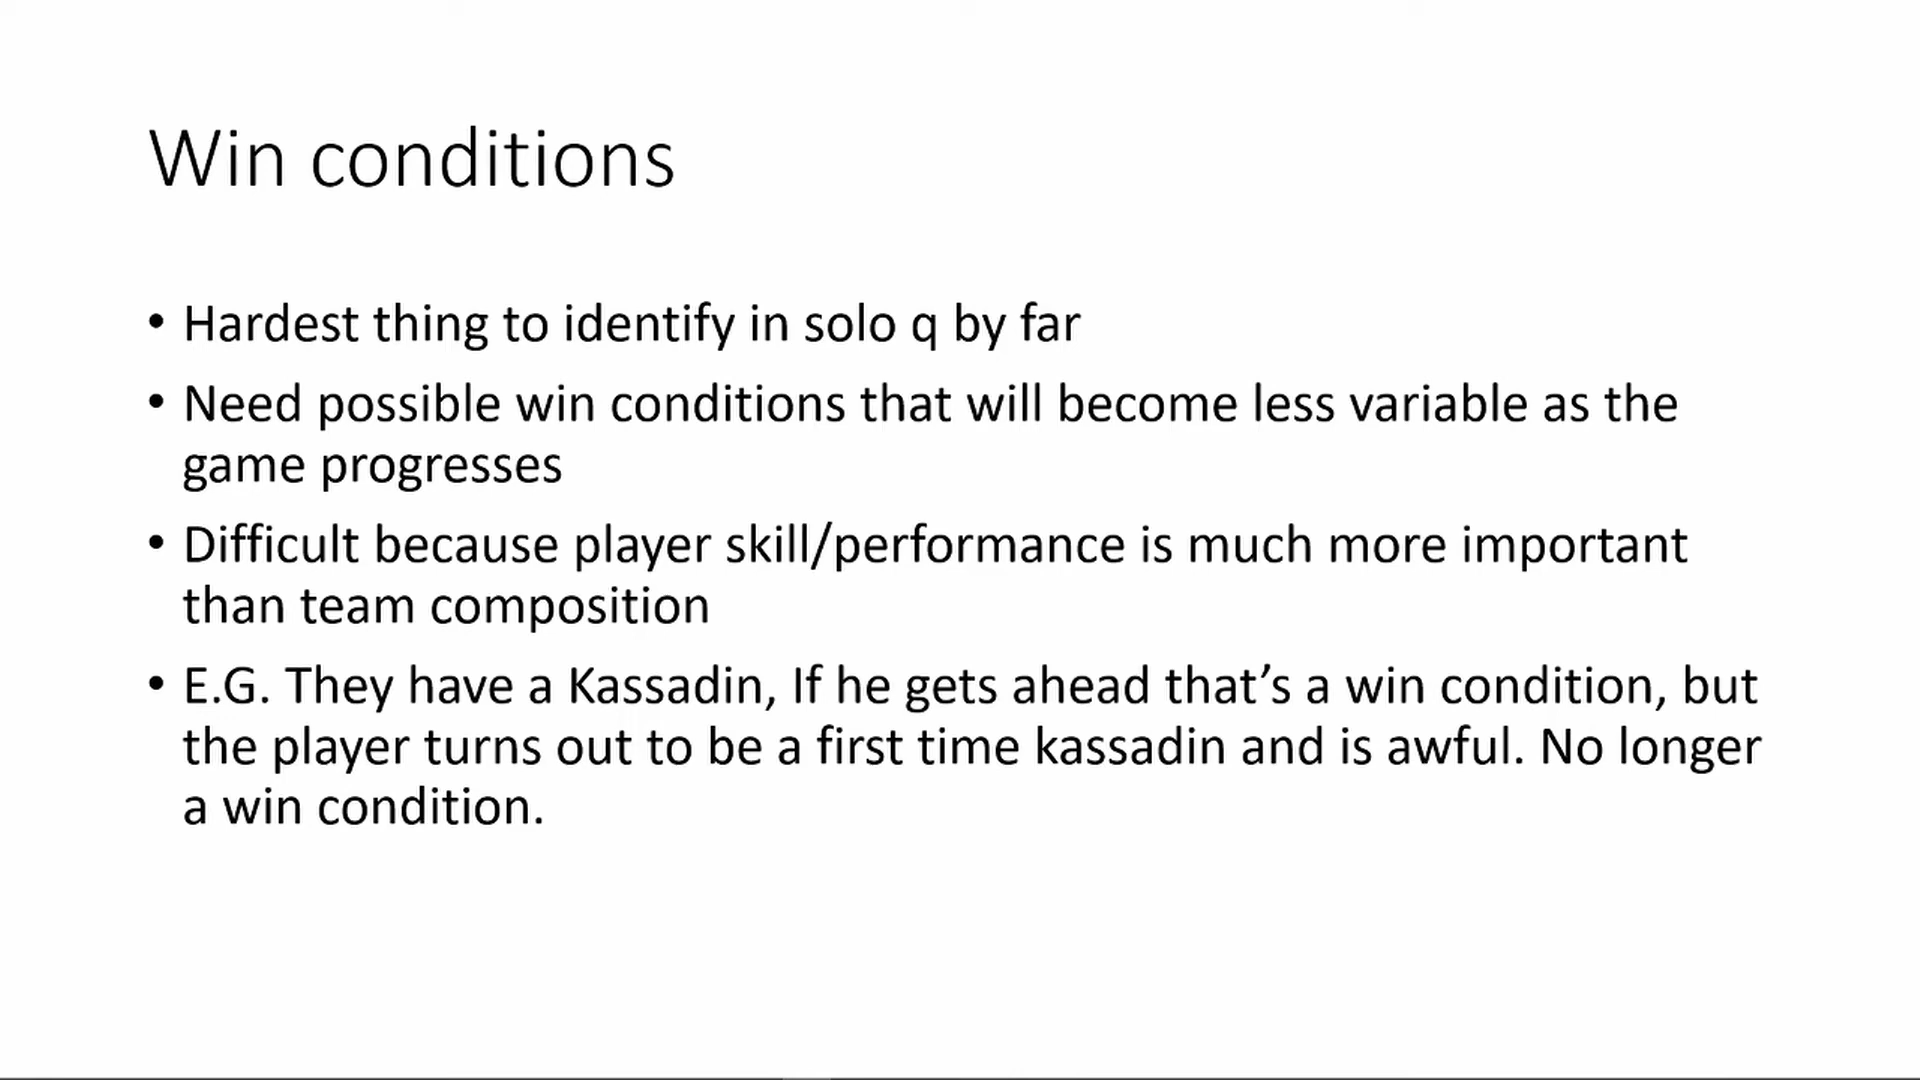 Win conditions
• Hardest thing to identify in solo q by far
• Need possible win conditions that will become less variable as the
game progresses
• Difficult because player skill/performance is much more important
than team composition
• E.G. They have a Kassadin, If he gets ahead that’s a win condition, but
the player turns out to be a first time kassadin and is awful. No longer
a win condition.